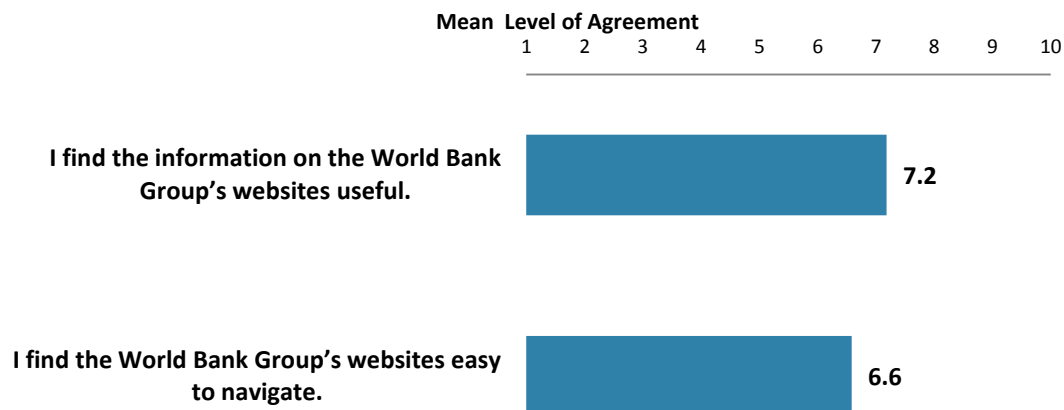 Mean Level of Agreement
1 2 3 4 5 6 7 8 9 10
I find the information on the World Bank
Group’s websites useful.
7.2
I find the World Bank Group’s websites easy
to navigate.
6.6